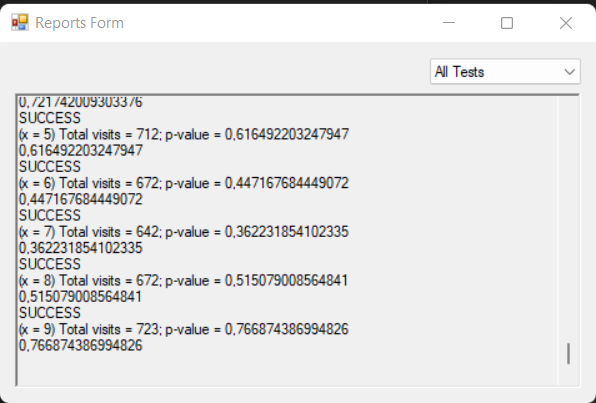 Reports Form
All Tests
0,721742009303376
SUCCESS
(x = 5) Total visits = 712; p-value = 0,616492203247947
0,616492203247947
SUCCESS
(x = 6) Total visits = 672; p-value = 0,447167684449072
0,447167684449072
SUCCESS
(x = 7) Total visits = 642; p-value = 0,362231854102335
0,362231854102335
SUCCESS
(x = 8) Total visits = 672; p-value = 0,515079008564841
0,515079008564841
SUCCESS
(x = 9) Total visits = 723; p-value = 0,766874386994826
0,766874386994826